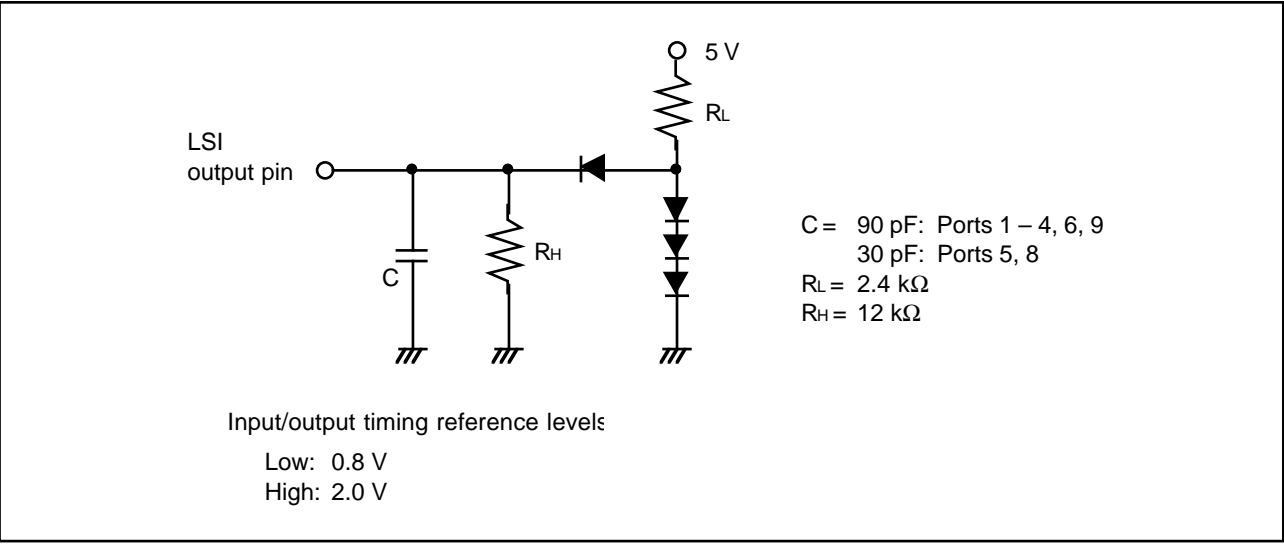 5 V
RL
LSI
output pin
C
RH
C = 90 pF: Ports 1 – 4, 6, 9
30 pF: Ports 5, 8
RL = 2.4 kΩ
RH = 12 kΩ
Input/output timing reference levels
Low: 0.8 V
High: 2.0 V